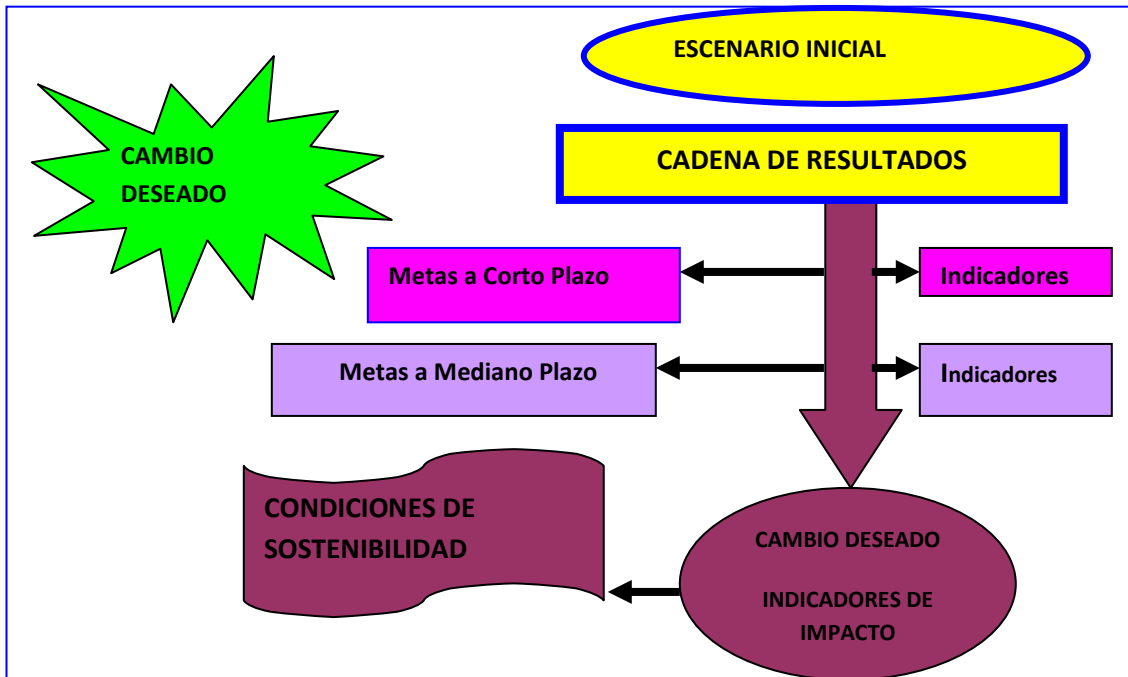 ESCENARIO INICIAL
CAMBIO
DESEADO
CADENA DE RESULTADOS
Metas a Corto Plazo
Indicadores
Metas a Mediano Plazo
Indicadores
CONDICIONES DE
SOSTENIBILIDAD
CAMBIO DESEADO
INDICADORES DE
IMPACTO